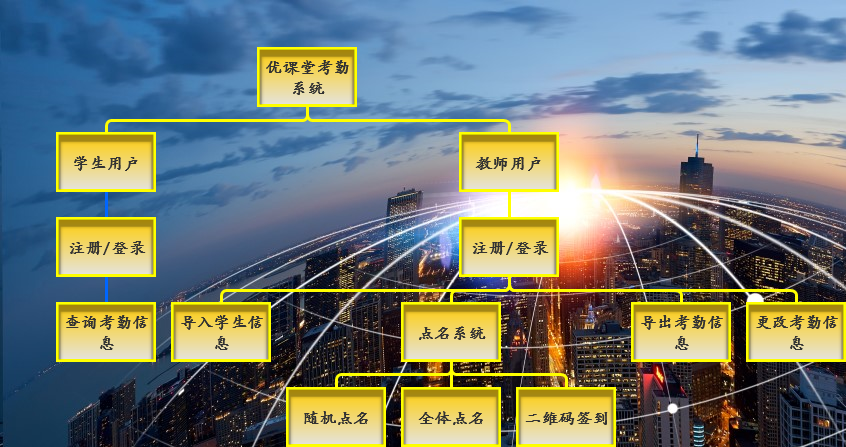 优课堂考勤
系统
学生用户
教师用户
注册/登录
注册/登录
查询考勤信
息
导入学生信
息
点名系统
导出考勤信
息
更改考勤信
息
随机点名
全体点名
二维码签到